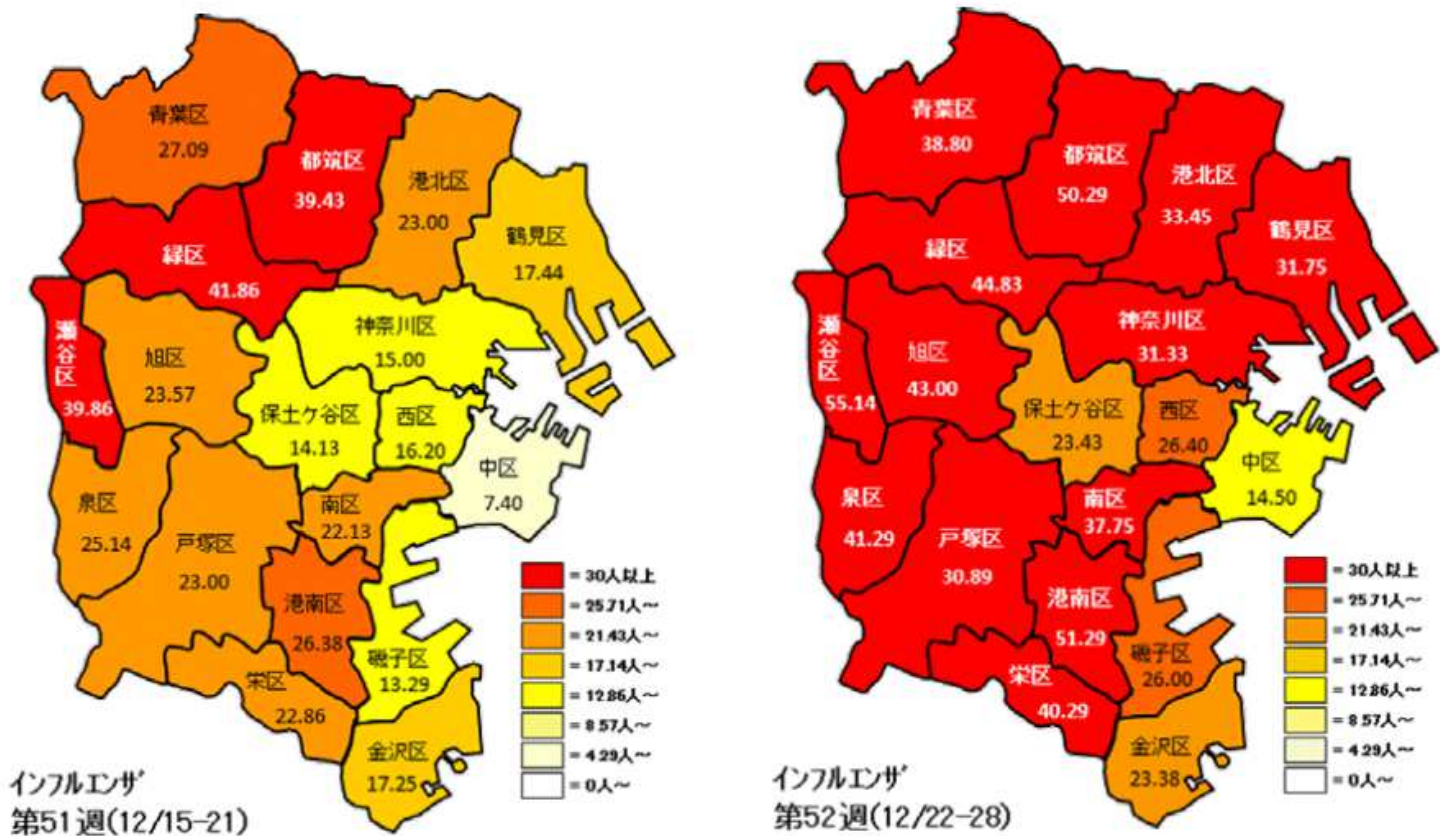 青葉区
27.09
都筑区
39.43
港北区
23.00
鶴見区
17.44
緑区
41.86
神奈川区
15.00
瀬谷区
39.86
旭区
23.57
保土ケ谷区
14.13
西区
16.20
中区
7.40
泉区
25.14
戸塚区
23.00
南区
22.13
港南区
26.38
磯子区
13.29
栄区
22.86
金沢区
17.25
= 30人以上
= 25.71人～
= 21.43人～
= 17.14人～
= 12.86人～
= 8.57人～
= 4.29人～
= 0人～
インフルエンザ
第51週(12/15-21)
青葉区
38.80
都筑区
50.29
港北区
33.45
鶴見区
31.75
緑区
44.83
神奈川区
31.33
瀬谷区
55.14
旭区
43.00
保土ケ谷区
23.43
西区
26.40
中区
14.50
泉区
41.29
戸塚区
30.89
南区
37.75
港南区
51.29
磯子区
26.00
栄区
40.29
金沢区
23.38
= 30人以上
= 25.71人～
= 21.43人～
= 17.14人～
= 12.86人～
= 8.57人～
= 4.29人～
= 0人～
インフルエンザ
第52週(12/22-28)